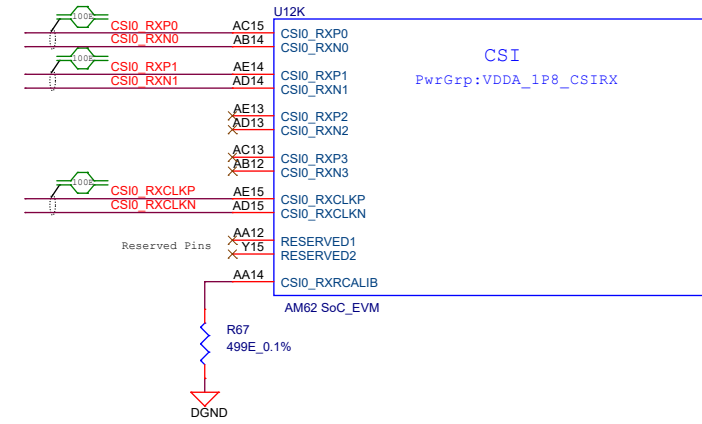 U12K
100E
CSI0_RXP0 AC15 CSI0_RXP0
CSI0_RXN0 AB14 CSI0_RXN0
CSI
PwrGrp:VDDA_1P8_CSIRX
100E
CSI0_RXP1 AE14 CSI0_RXP1
CSI0_RXN1 AD14 CSI0_RXN1
AE13 CSI0_RXP2
AD13 CSI0_RXN2
AC13 CSI0_RXP3
AB12 CSI0_RXN3
100E
CSI0_RXCLKP AE15 CSI0_RXCLKP
CSI0_RXCLKN AD15 CSI0_RXCLKN
AA12 RESERVED1
Reserved Pins Y15 RESERVED2
AA14 CSI0_RXRCALIB
AM62 SoC_EVM
R67
499E_0.1%
DGND